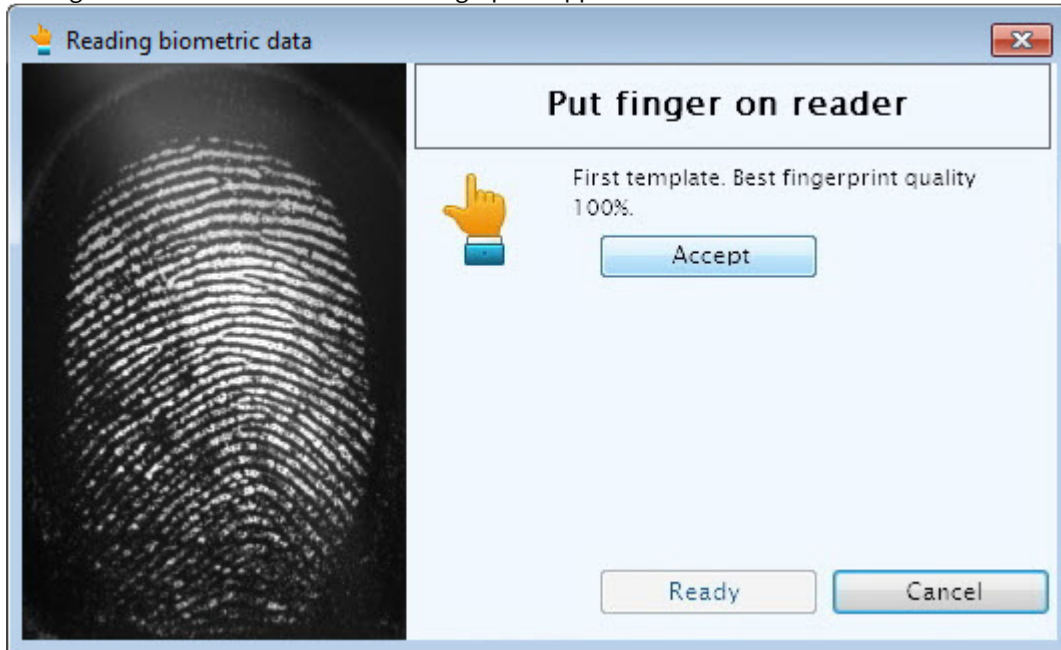 Reading biometric data
Put finger on reader
First template. Best fingerprint quality
100%.
Accept
Ready
Cancel